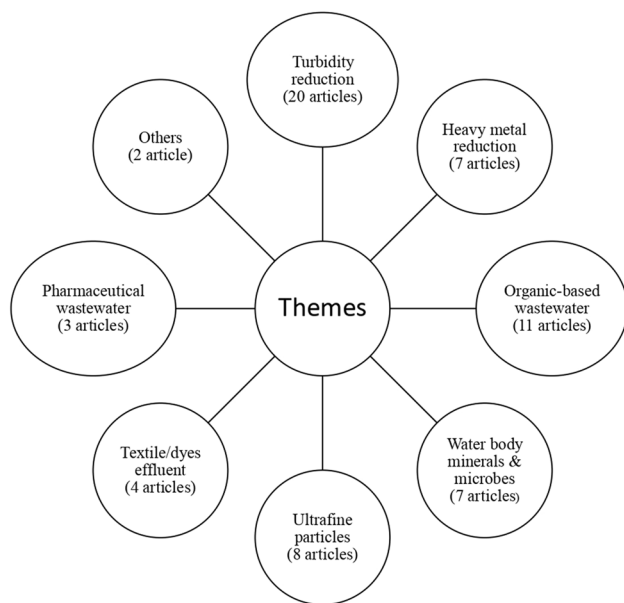 Turbidity
reduction
(20 articles)
Heavy metal
reduction
(7 articles)
Organic-based
wastewater
(11 articles)
Water body
minerals &
microbes
(7 articles)
Ultrafine
particles
(8 articles)
Textile/dyes
effluent
(4 articles)
Pharmaceutical
wastewater
(3 articles)
Others
(2 article)
Themes